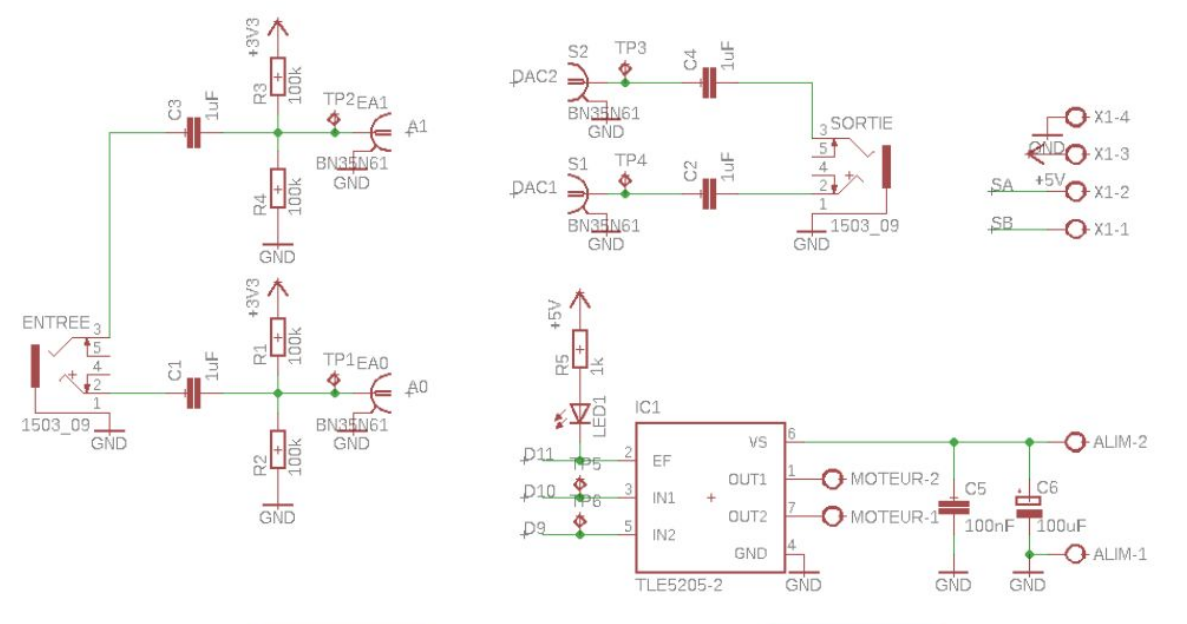 +3V3
R3
100k
C3
1uF
TP2
EA1
A1
BN35N61
GND
R4
100k
GND
+3V3
R1
100k
ENTREE
3
5
4
2
1
1503_09
GND
C1
1uF
TP1
EA0
A0
BN35N61
GND
R2
100k
GND
S2
TP3
C4
1uF
DAC2
BN35N61
GND
S1
TP4
C2
1uF
DAC1
BN35N61
GND
SORTIE
3
5
4
2
1
1503_09
GND
X1-4
GND
X1-3
+5V
SA
X1-2
SB
X1-1
+5V
R5
1k
LED1
IC1
D11
TP5
2
EF
D10
TP6
3
IN1
D9
5
IN2
VS
6
OUT1
1
MOTEUR-2
OUT2
7
MOTEUR-1
GND
4
GND
TLE5205-2
ALIM-2
C5
100nF
GND
C6
100uF
ALIM-1
GND